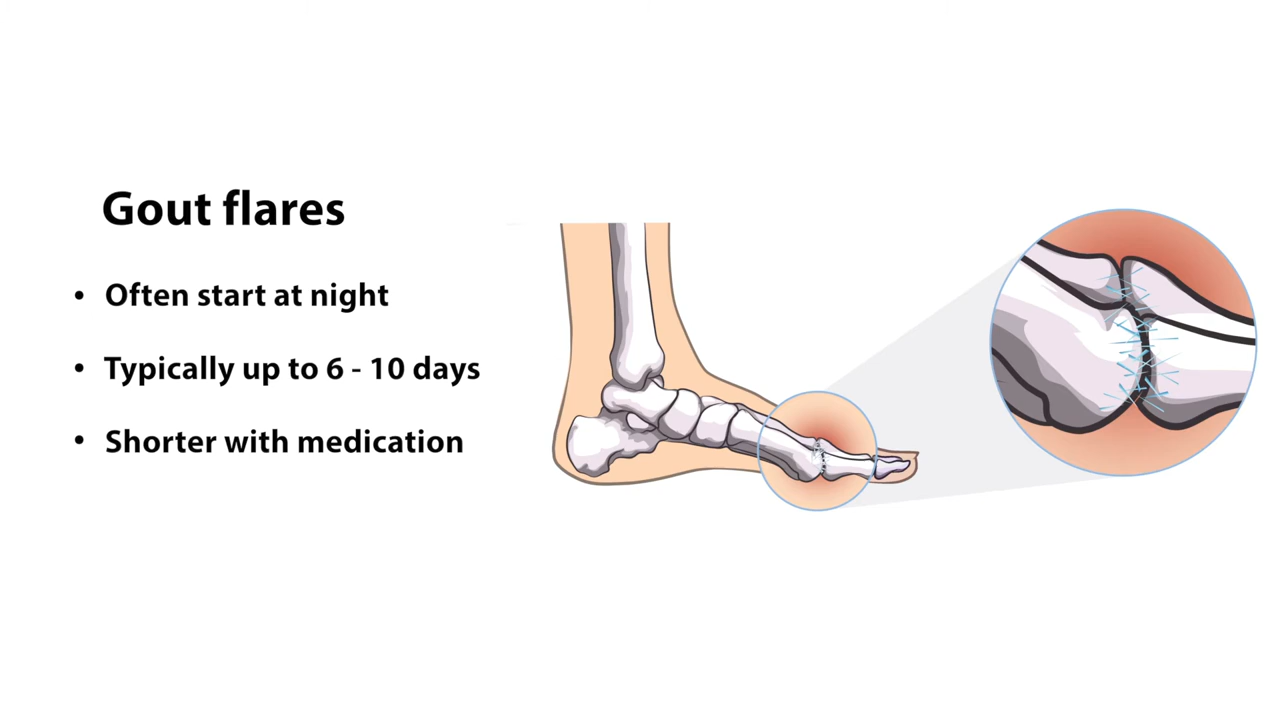 Gout flares
• Often start at night
• Typically up to 6 - 10 days
• Shorter with medication